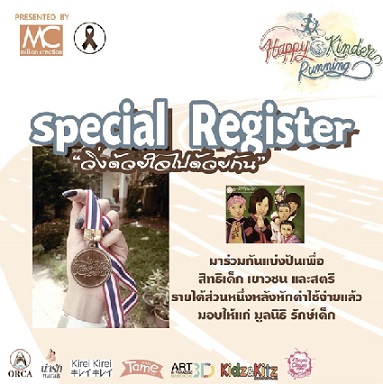 PRESENTED BY
MC
million creation
Happy & Kinder
Running
Special Register
"วิ่งด้วยใจไปด้วยกัน"
มาร่วมกันแบ่งปันเพื่อ
สิทธิเด็ก เยาวชน และสตรี
รายได้ส่วนหนึ่งหลังหักค่าใช้จ่ายแล้ว
มอบให้แก่ มูลนิธิ รักษ์เด็ก
ORCA
น่ารัก
Kirei Kirei
キレイキレイ
Tame
ART
3D
Kidz&Kitz